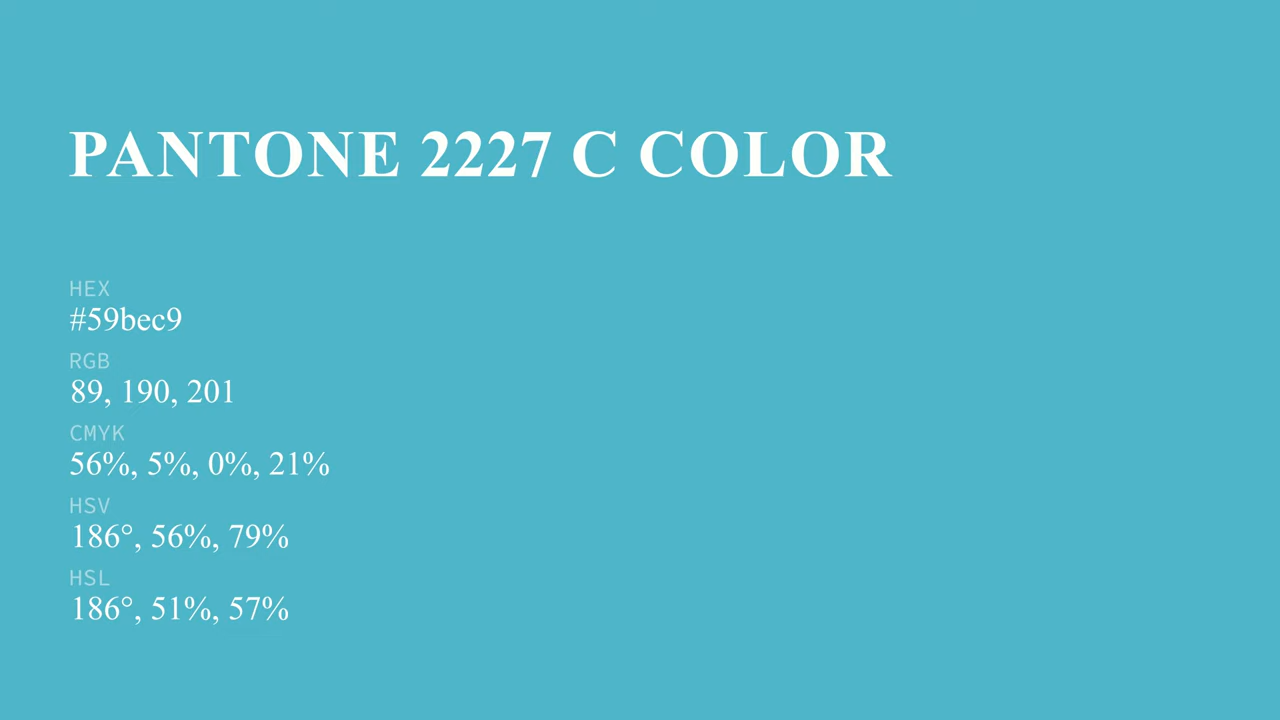 PANTONE 2227 C COLOR
HEX
#59bec9
RGB
89, 190, 201
CMYK
56%, 5%, 0%, 21%
HSV
186°, 56%, 79%
HSL
186°, 51%, 57%